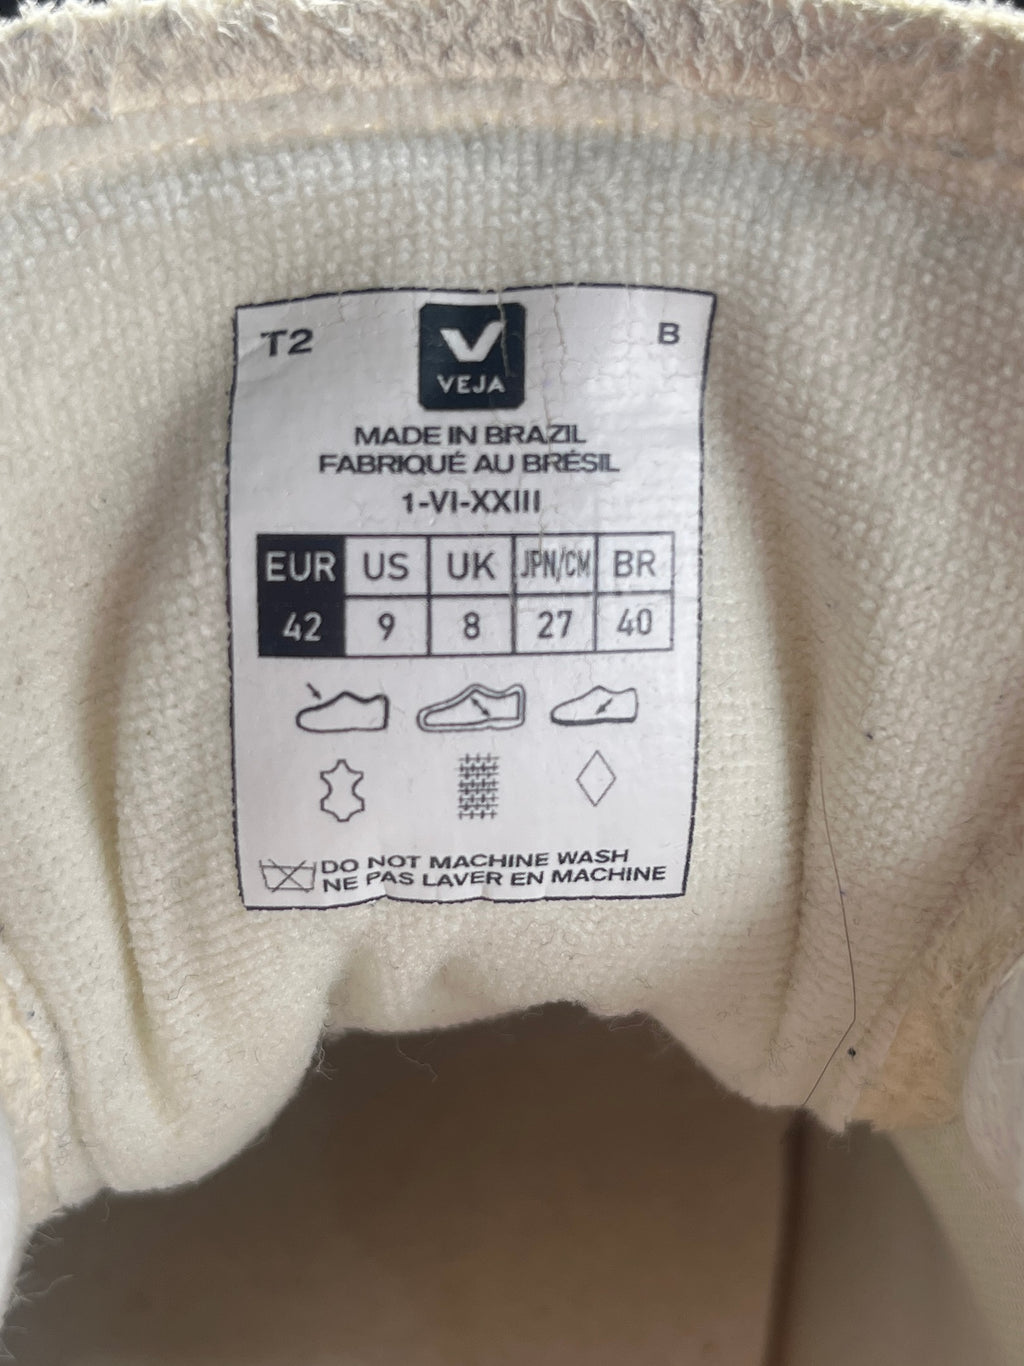 T2
B
VEJA
MADE IN BRAZIL
FABRIQUÉ AU BRÉSIL
1-VI-XXIII
EUR US UK JPN/CM BR
42 9 8 27 40
DO NOT MACHINE WASH
NE PAS LAVER EN MACHINE